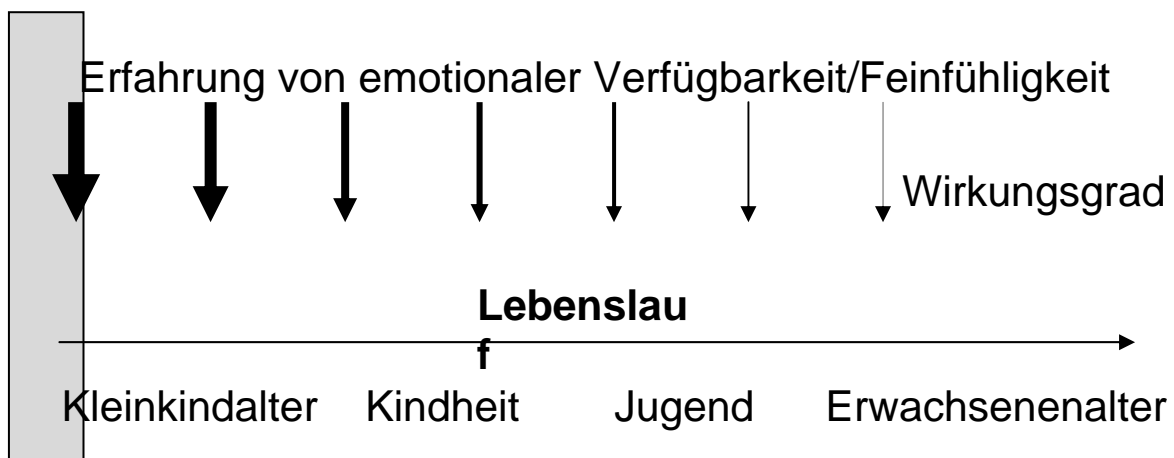 Erfahrung von emotionaler Verfügbarkeit/Feinfühligkeit
Wirkungsgrad
Lebenslau
f
Kleinkindalter Kindheit Jugend Erwachsenenalter